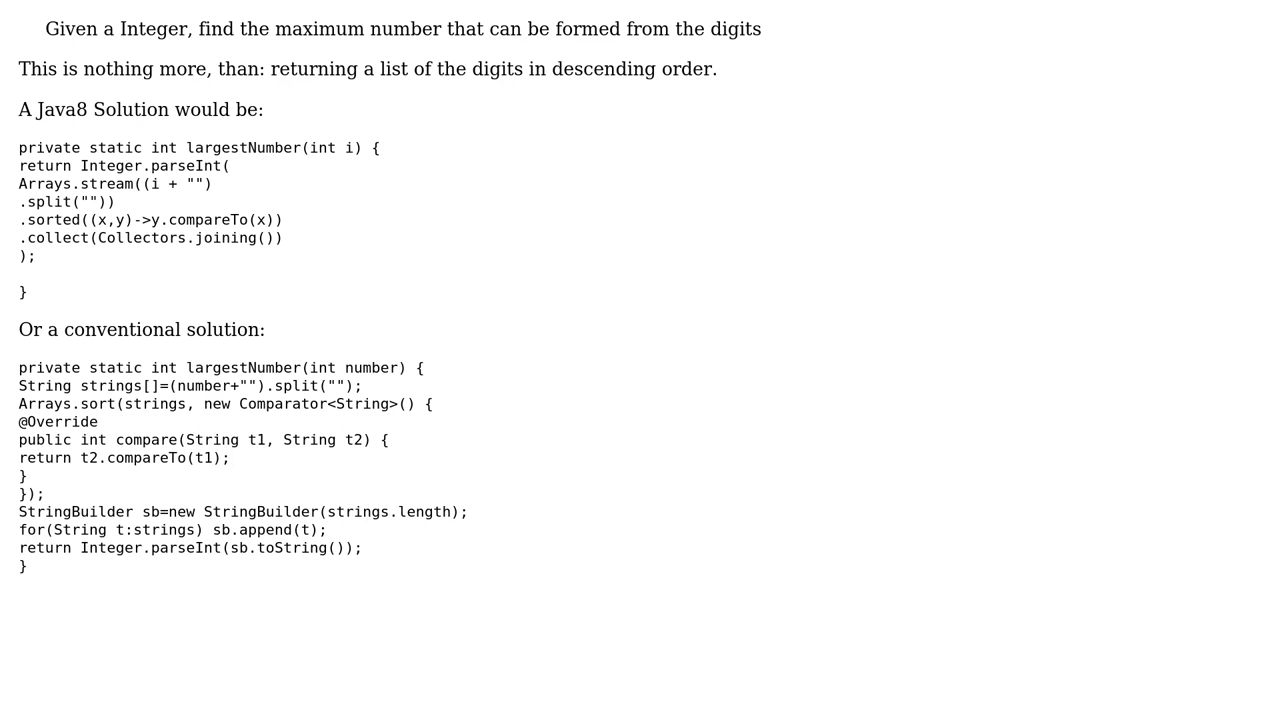 Given a Integer, find the maximum number that can be formed from the digits
This is nothing more, than: returning a list of the digits in descending order.
A Java8 Solution would be:
private static int largestNumber(int i) {
return Integer.parseInt(
Arrays.stream((i + "")
.split(""))
.sorted((x,y)->y.compareTo(x))
.collect(Collectors.joining())
);
}
Or a conventional solution:
private static int largestNumber(int number) {
String strings[]=(number+"").split("");
Arrays.sort(strings, new Comparator<String>() {
@Override
public int compare(String t1, String t2) {
return t2.compareTo(t1);
}
});
StringBuilder sb=new StringBuilder(strings.length);
for(String t:strings) sb.append(t);
return Integer.parseInt(sb.toString());
}